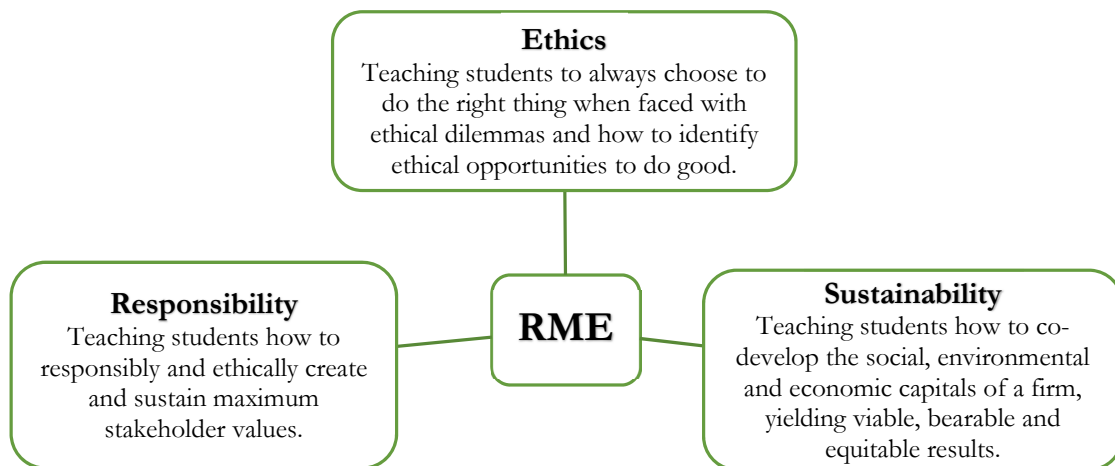 Ethics
Teaching students to always choose to
do the right thing when faced with
ethical dilemmas and how to identify
ethical opportunities to do good.
Responsibility
Teaching students how to
responsibly and ethically create
and sustain maximum
stakeholder values.
RME
Sustainability
Teaching students how to co-
develop the social, environmental
and economic capitals of a firm,
yielding viable, bearable and
equitable results.